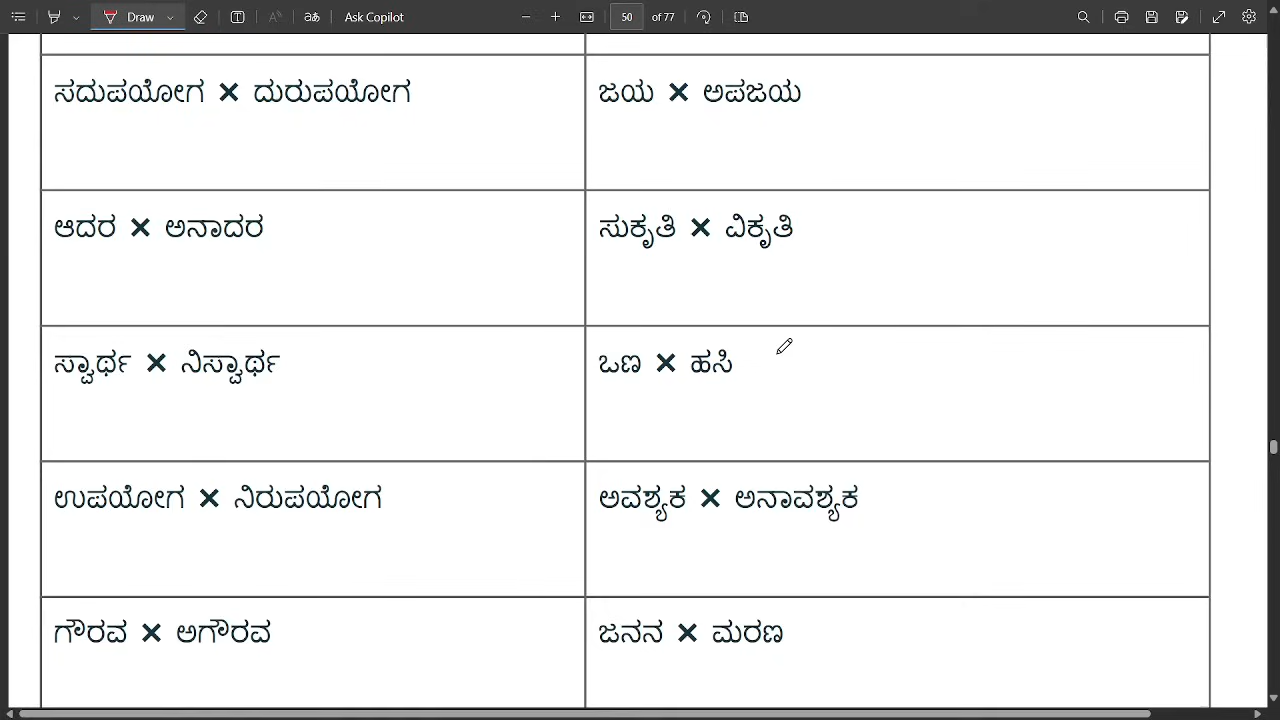 Draw
Ask Copilot
50 of 77
ಸದುಪಯೋಗ × ದುರುಪಯೋಗ
ಜಯ × ಅಪಜಯ
ಆದರ × ಅನಾದರ
ಸುಕೃತಿ × ವಿಕೃತಿ
ಸ್ವಾರ್ಥ × ನಿಸ್ವಾರ್ಥ
ಒಣ × ಹಸಿ
ಉಪಯೋಗ × ನಿರುಪಯೋಗ
ಅವಶ್ಯಕ × ಅನಾವಶ್ಯಕ
ಗೌರವ × ಅಗೌರವ
ಜನನ × ಮರಣ